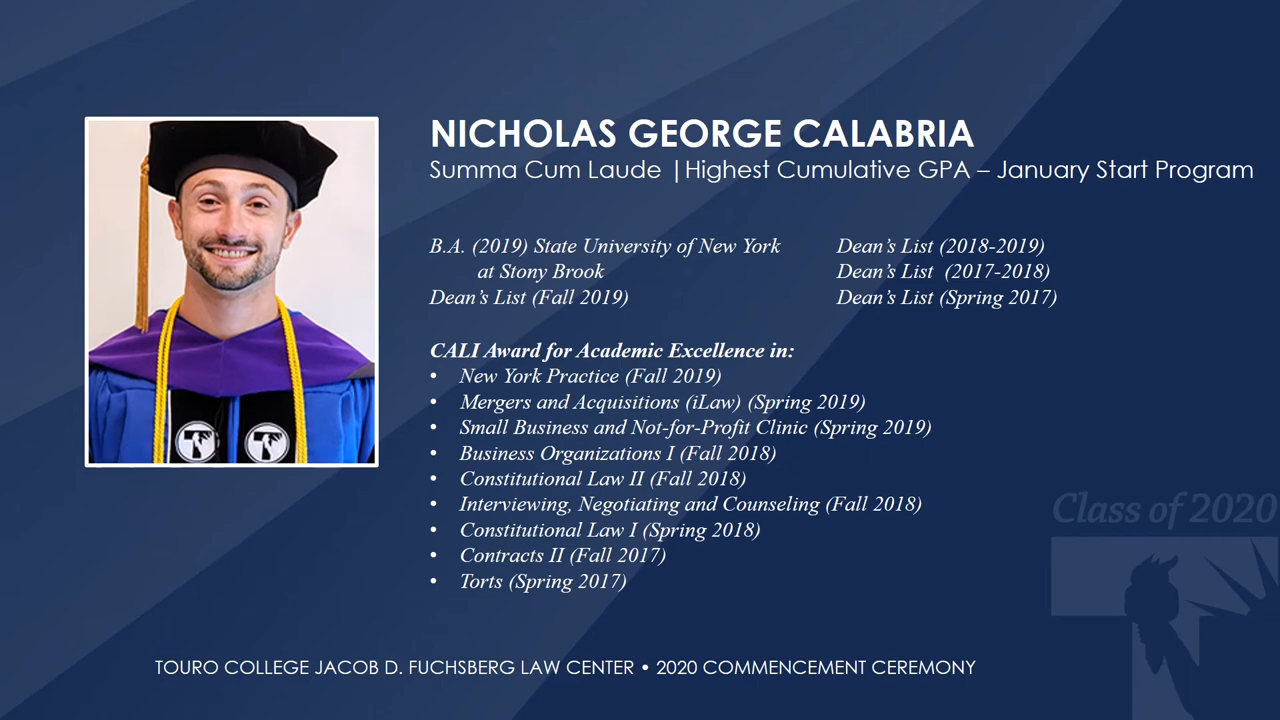 NICHOLAS GEORGE CALABRIA
Summa Cum Laude |Highest Cumulative GPA – January Start Program
B.A. (2019) State University of New York
at Stony Brook
Dean’s List (Fall 2019)
Dean’s List (2018-2019)
Dean’s List (2017-2018)
Dean’s List (Spring 2017)
CALI Award for Academic Excellence in:
• New York Practice (Fall 2019)
• Mergers and Acquisitions (iLaw) (Spring 2019)
• Small Business and Not-for-Profit Clinic (Spring 2019)
• Business Organizations I (Fall 2018)
• Constitutional Law II (Fall 2018)
• Interviewing, Negotiating and Counseling (Fall 2018)
• Constitutional Law I (Spring 2018)
• Contracts II (Fall 2017)
• Torts (Spring 2017)
Class of 2020
TOURO COLLEGE JACOB D. FUCHSBERG LAW CENTER • 2020 COMMENCEMENT CEREMONY